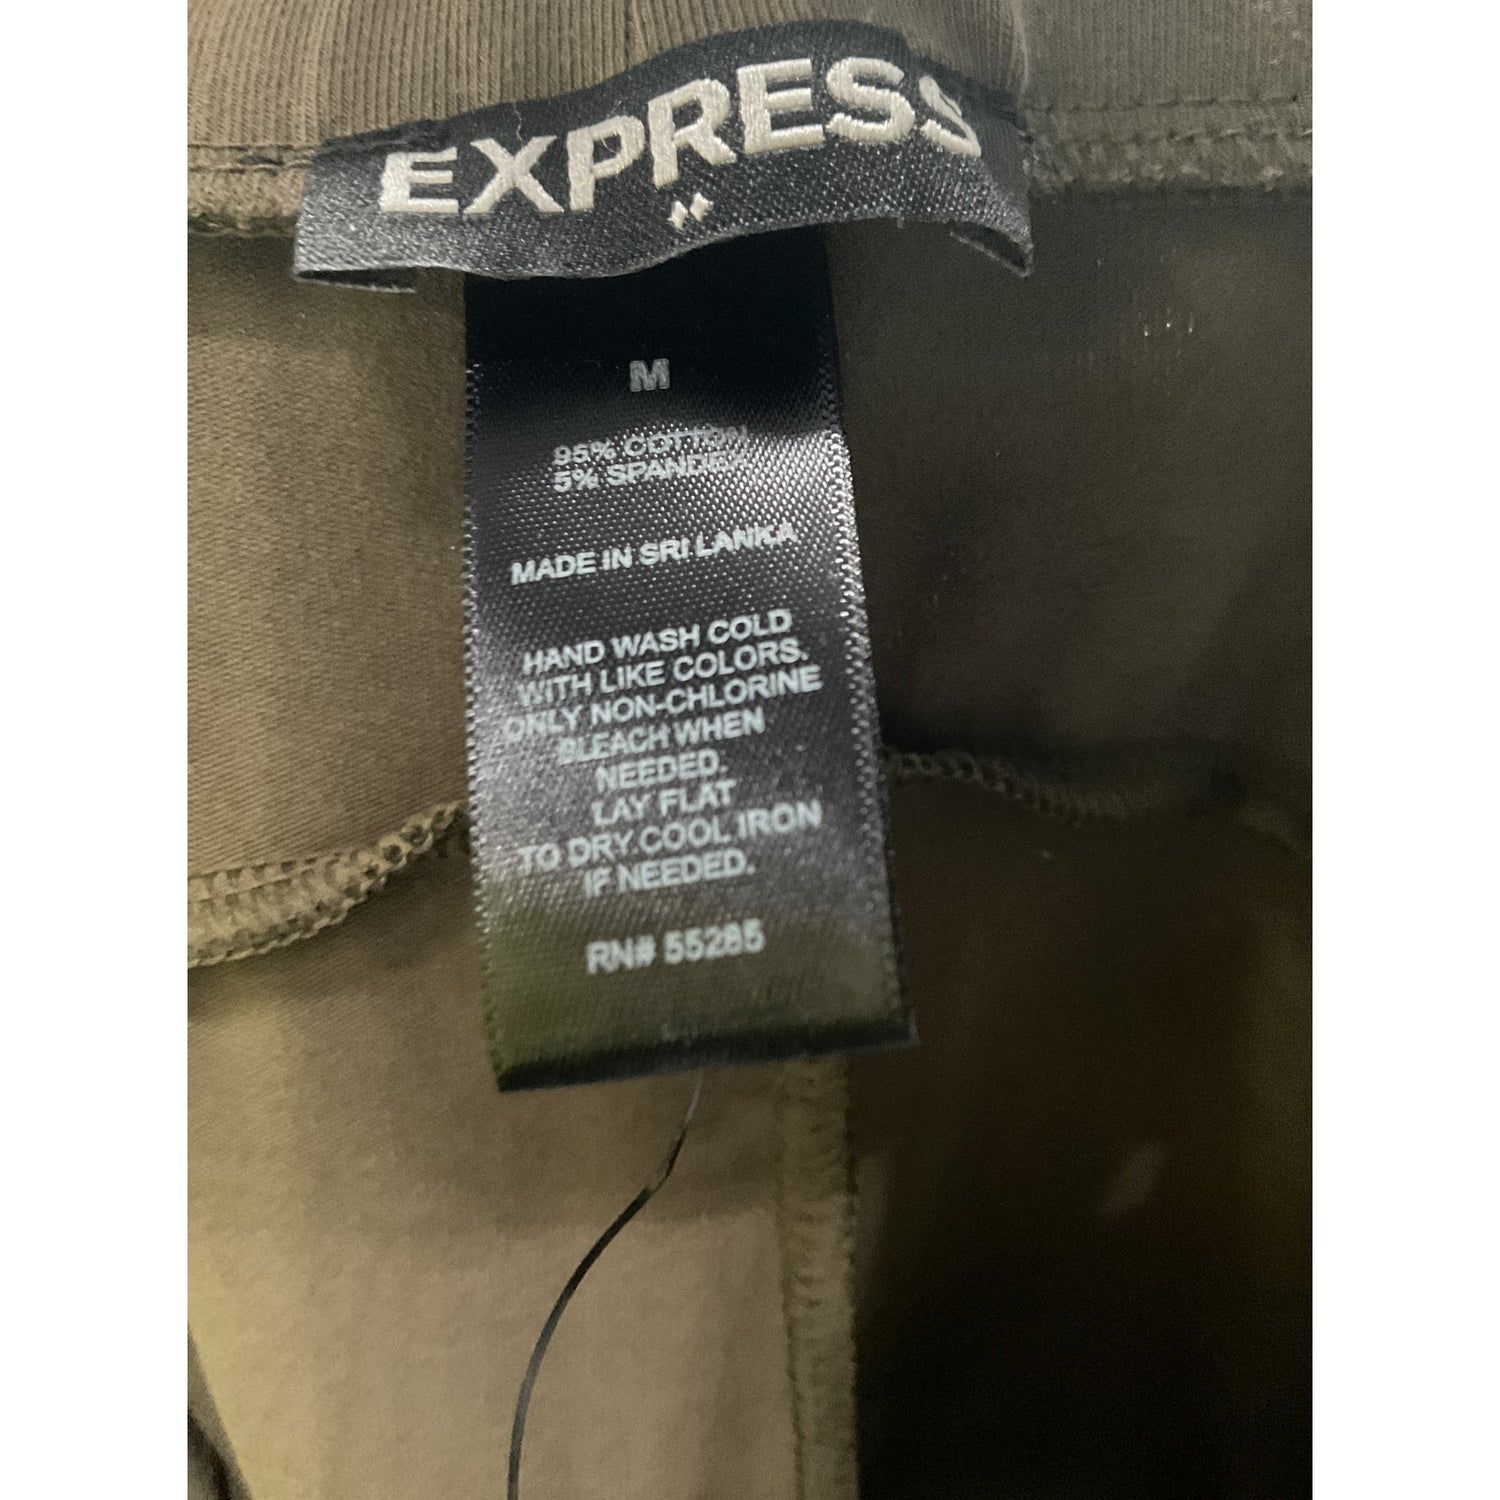 EXPRESS
M
95% COTTON
5% SPANDEX
MADE IN SRI LANKA
HAND WASH COLD
WITH LIKE COLORS.
ONLY NON-CHLORINE
BLEACH WHEN
NEEDED.
LAY FLAT
TO DRY.COOL IRON
IF NEEDED.
RN# 55285